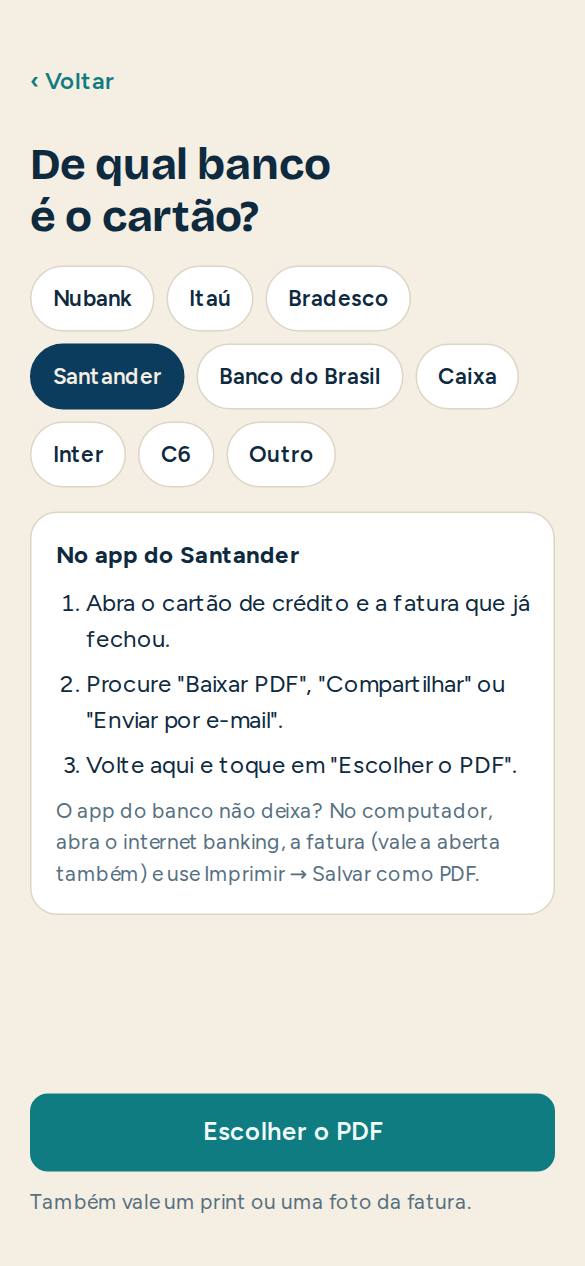 ‹ Voltar
De qual banco
é o cartão?
Nubank Itaú Bradesco
Santander Banco do Brasil Caixa
Inter C6 Outro
No app do Santander
1. Abra o cartão de crédito e a fatura que já
fechou.
2. Procure "Baixar PDF", "Compartilhar" ou
"Enviar por e-mail".
3. Volte aqui e toque em "Escolher o PDF".
O app do banco não deixa? No computador,
abra o internet banking, a fatura (vale a aberta
também) e use Imprimir → Salvar como PDF.
Escolher o PDF
Também vale um print ou uma foto da fatura.